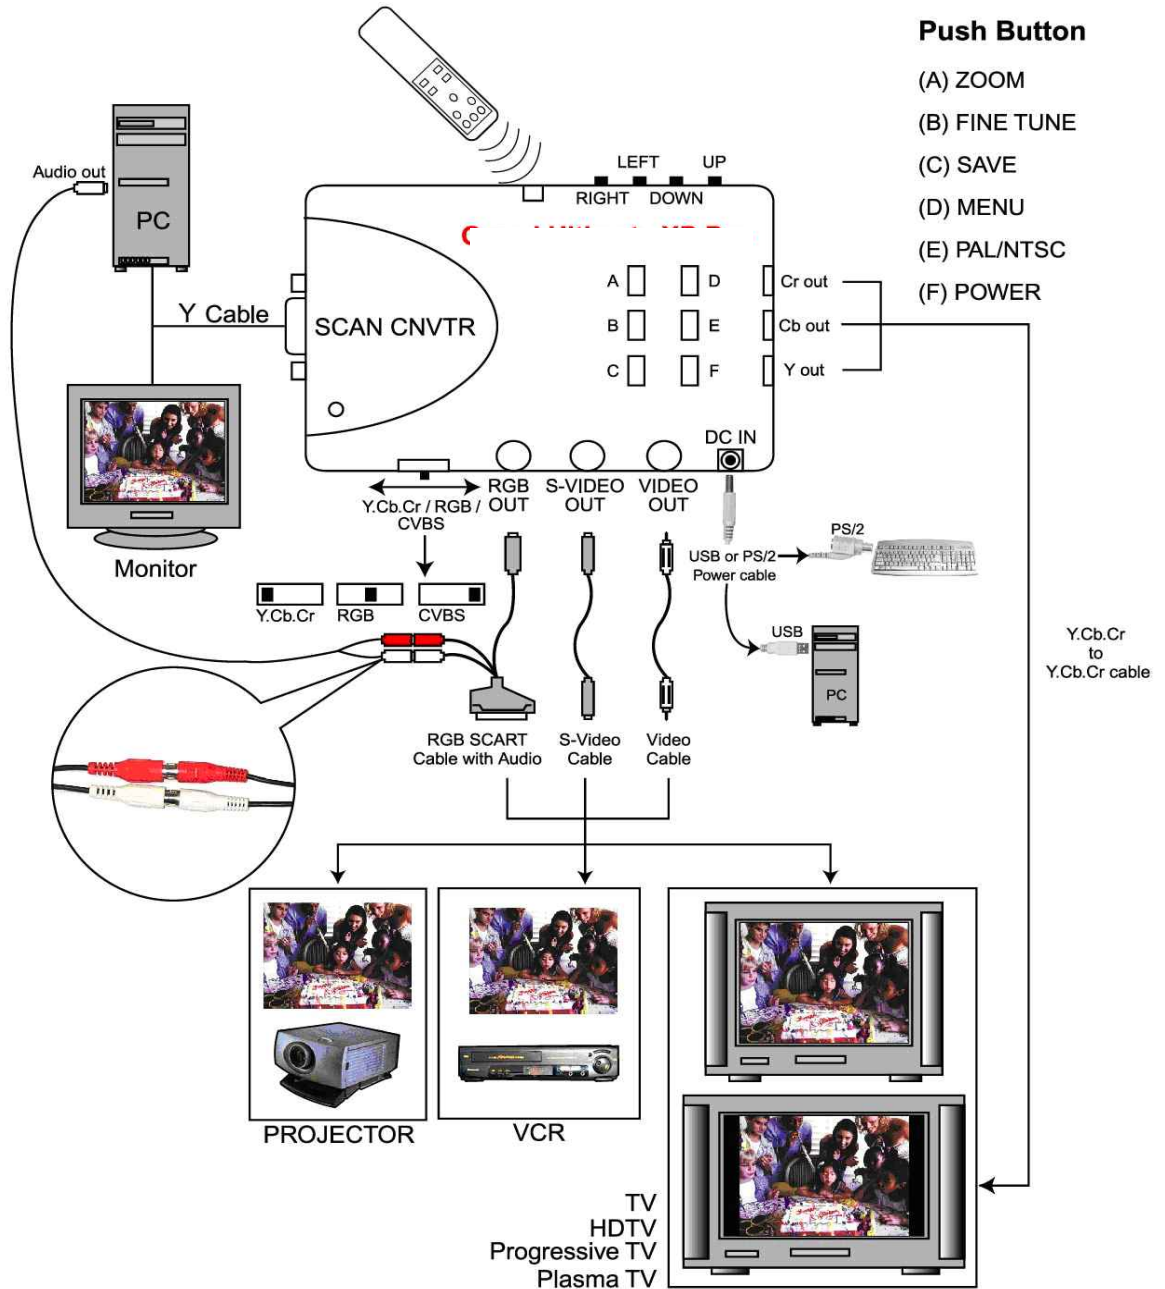 Push Button
(A) ZOOM
(B) FINE TUNE
(C) SAVE
(D) MENU
(E) PAL/NTSC
(F) POWER
Audio out
PC
LEFT UP
RIGHT DOWN
Y Cable
SCAN CNVTR
A D
B E
C F
Cr out
Cb out
Y out
DC IN
RGB
OUT
S-VIDEO
OUT
VIDEO
OUT
Y.Cb.Cr / RGB /
CVBS
Monitor
Y.Cb.Cr RGB CVBS
PS/2
USB or PS/2
Power cable
USB
PC
Y.Cb.Cr
to
Y.Cb.Cr cable
RGB SCART
Cable with Audio
S-Video
Cable
Video
Cable
PROJECTOR
VCR
TV
HDTV
Progressive TV
Plasma TV